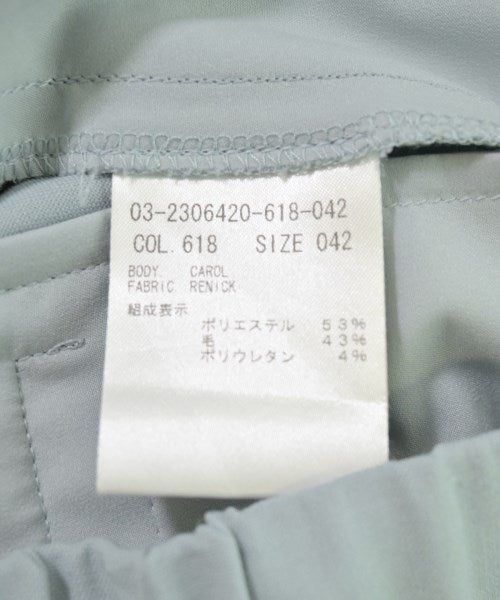 03-2306420-618-042
COL. 618 SIZE 042
BODY CAROL
FABRIC RENICK
組成表示
ポリエステル 53%
毛 43%
ポリウレタン 4%